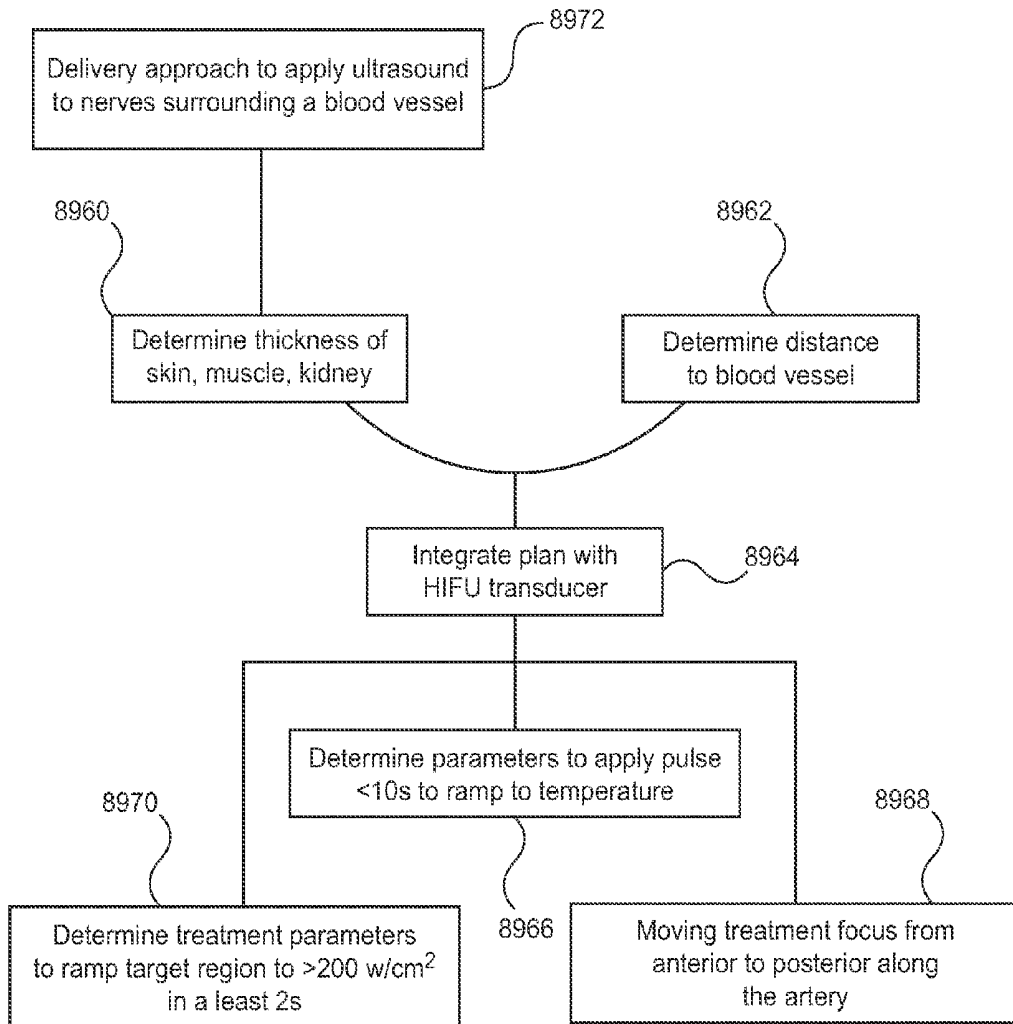 8972
Delivery approach to apply ultrasound
to nerves surrounding a blood vessel
8960
8962
Determine thickness of
skin, muscle, kidney
Determine distance
to blood vessel
Integrate plan with
HIFU transducer
8964
Determine parameters to apply pulse
<10s to ramp to temperature
8970
8968
8966
Determine treatment parameters
to ramp target region to >200 w/cm²
in a least 2s
Moving treatment focus from
anterior to posterior along
the artery